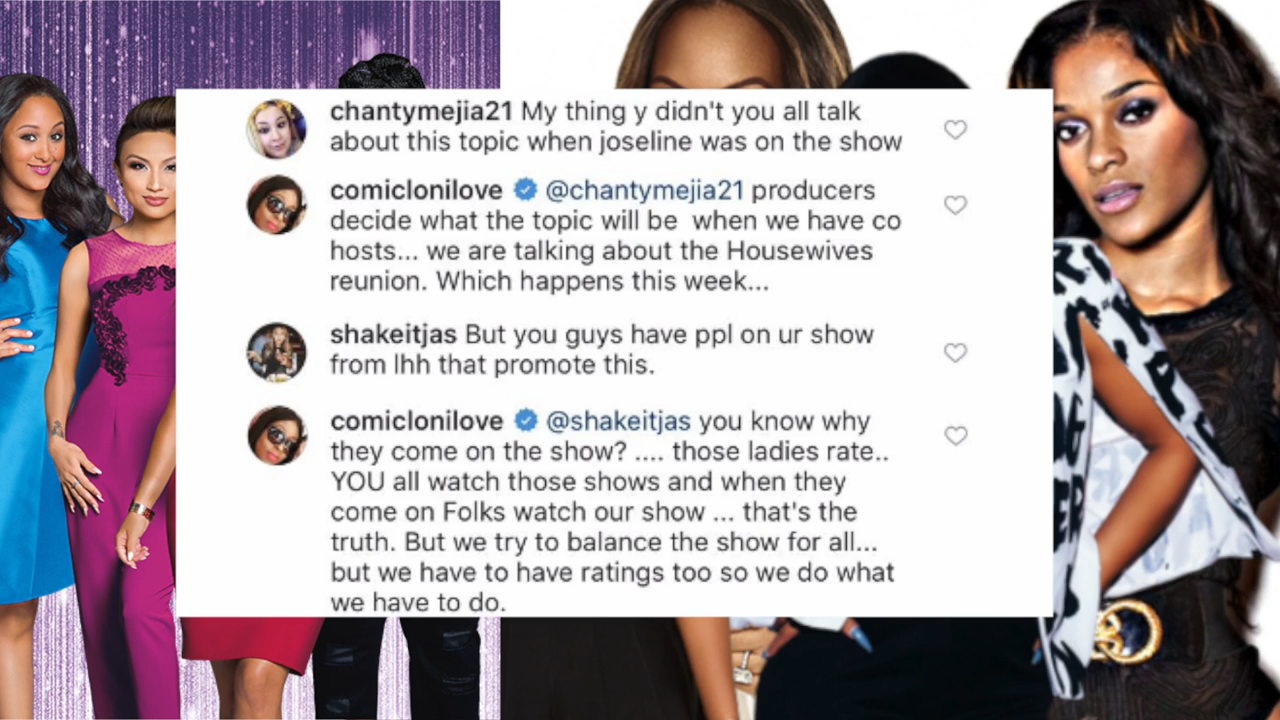 chantymejia21 My thing y didn't you all talk
about this topic when joseline was on the show
comiclonilove @chantymejia21 producers
decide what the topic will be when we have co
hosts... we are talking about the Housewives
reunion. Which happens this week...
shakeitjas But you guys have ppl on ur show
from lhh that promote this.
comiclonilove @shakeitjas you know why
they come on the show? .... those ladies rate..
YOU all watch those shows and when they
come on Folks watch our show ... that's the
truth. But we try to balance the show for all...
but we have to have ratings too so we do what
we have to do.